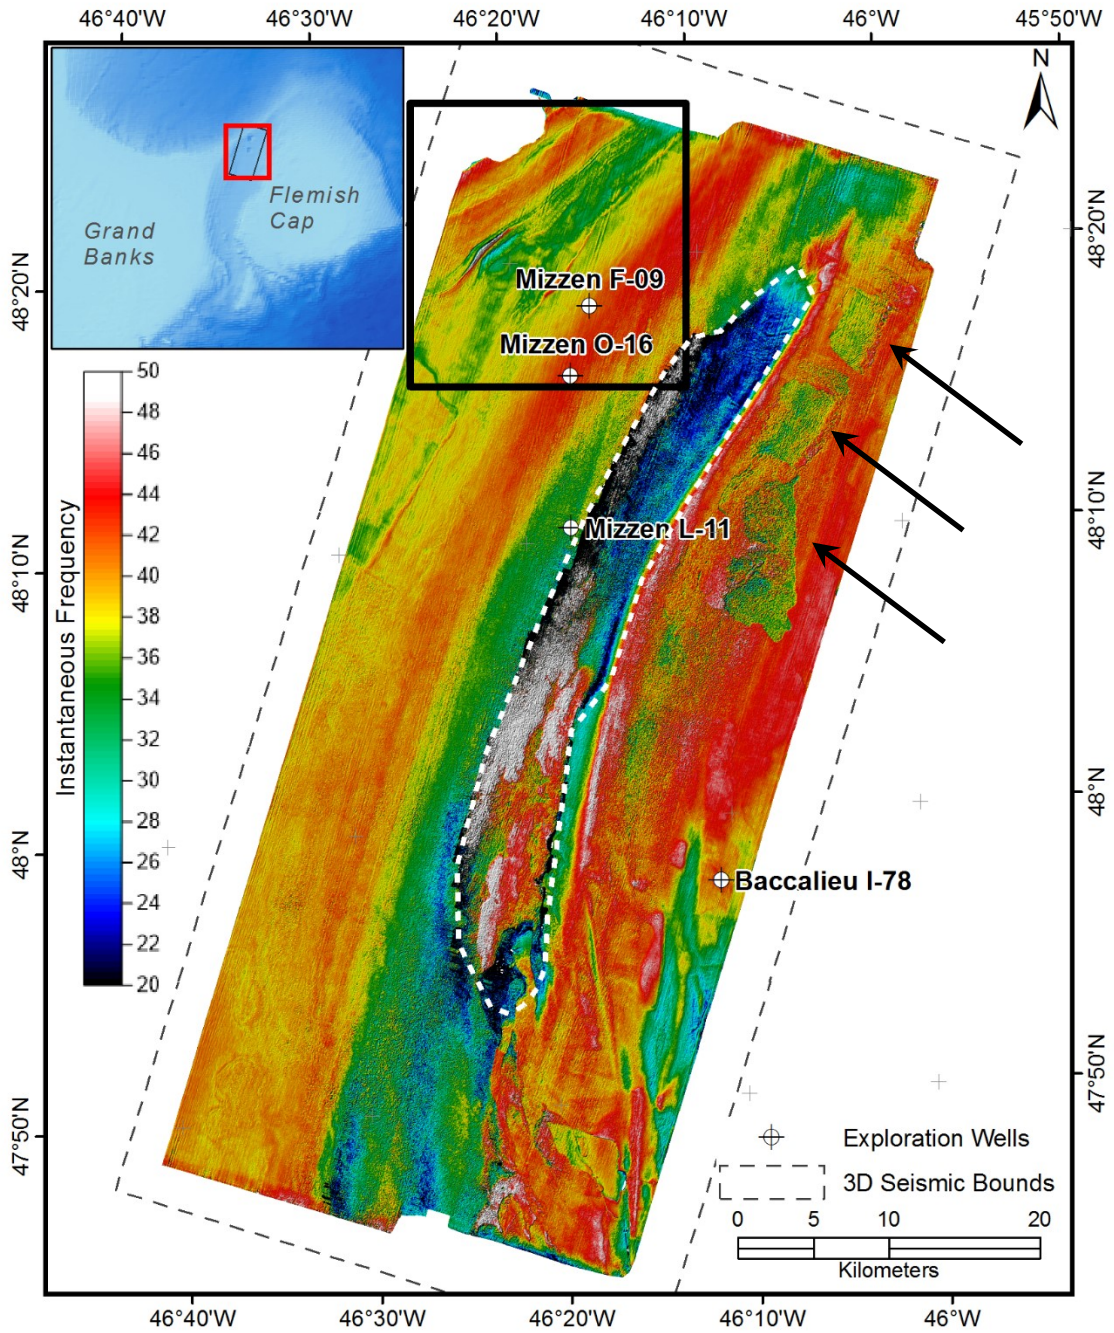 46°40'W
46°30'W
46°20'W
46°10'W
46°W
45°50'W
N
Flemish
Cap
Grand
Banks
48°20'N
48°20'N
Mizzen F-09
Mizzen O-16
Mizzen L-11
Baccalieu I-78
50
48
46
44
42
40
38
36
34
32
30
28
26
24
22
20
Instantaneous Frequency
48°10'N
48°10'N
48°N
48°N
47°50'N
47°50'N
Exploration Wells
3D Seismic Bounds
0 5 10 20
Kilometers
46°40'W
46°30'W
46°20'W
46°10'W
46°W